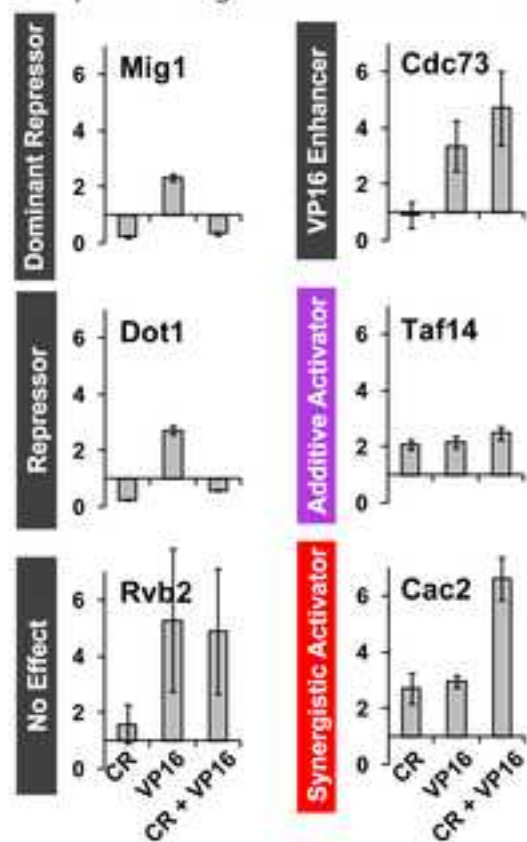 Dominant Repressor
Mig1
6
4
2
0
VP16 Enhancer
Cdc73
6
4
2
0
Repressor
Dot1
6
4
2
0
Additive Activator
Taf14
6
4
2
0
No Effect
Rvb2
6
4
2
0
CR
VP16
CR + VP16
Synergistic Activator
Cac2
6
4
2
0
CR
VP16
CR + VP16